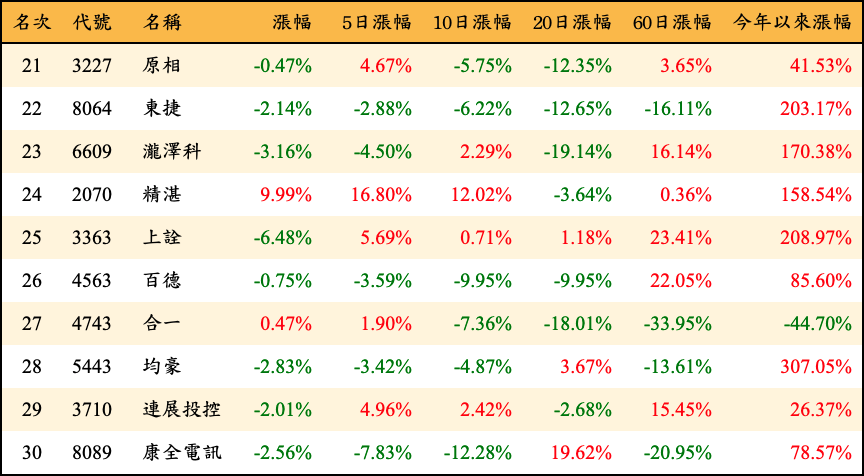 名次 代號 名稱 漲幅 5日漲幅 10日漲幅 20日漲幅 60日漲幅 今年以來漲幅
21 3227 原相 -0.47% 4.67% -5.75% -12.35% 3.65% 41.53%
22 8064 東捷 -2.14% -2.88% -6.22% -12.65% -16.11% 203.17%
23 6609 瀧澤科 -3.16% -4.50% 2.29% -19.14% 16.14% 170.38%
24 2070 精湛 9.99% 16.80% 12.02% -3.64% 0.36% 158.54%
25 3363 上詮 -6.48% 5.69% 0.71% 1.18% 23.41% 208.97%
26 4563 百德 -0.75% -3.59% -9.95% -9.95% 22.05% 85.60%
27 4743 合一 0.47% 1.90% -7.36% -18.01% -33.95% -44.70%
28 5443 均豪 -2.83% -3.42% -4.87% 3.67% -13.61% 307.05%
29 3710 連展投控 -2.01% 4.96% 2.42% -2.68% 15.45% 26.37%
30 8089 康全電訊 -2.56% -7.83% -12.28% 19.62% -20.95% 78.57%